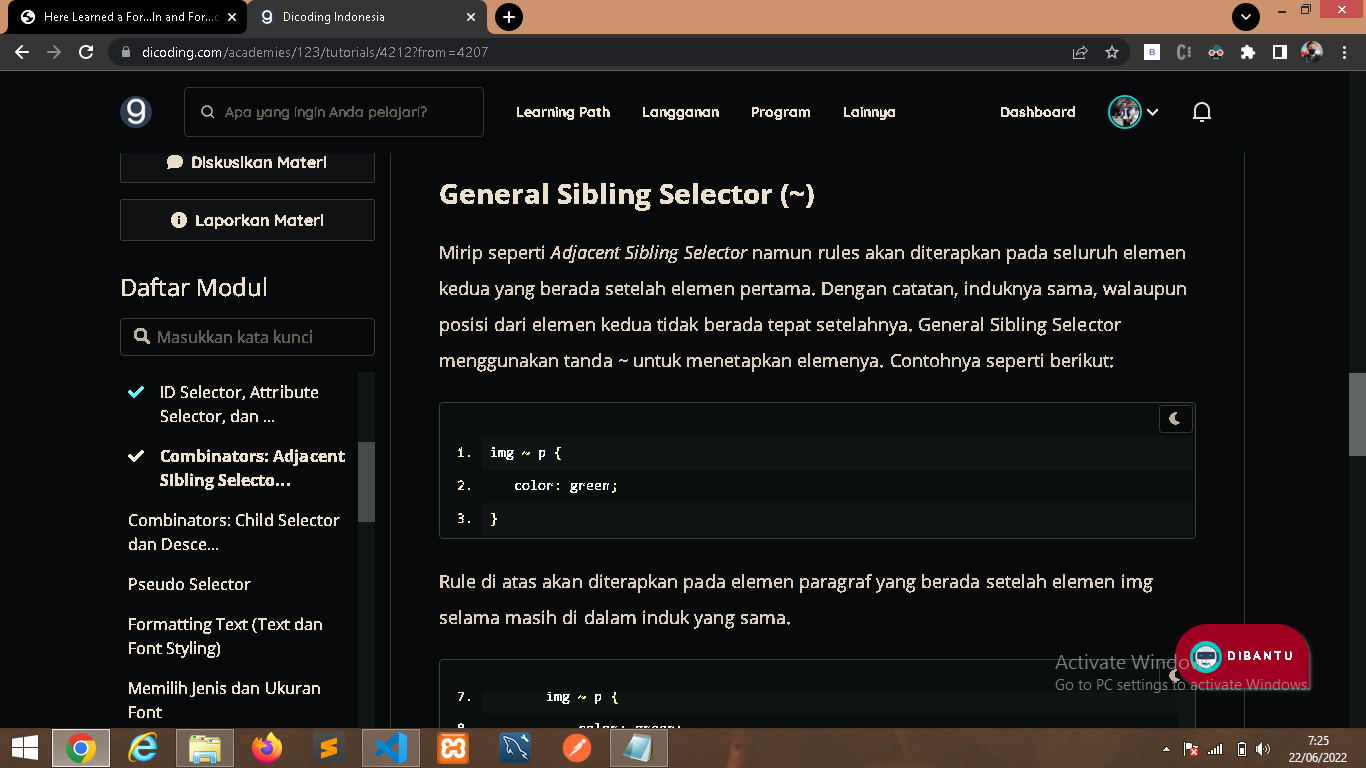 Here Learned a For...In and For...
Dicoding Indonesia
dicoding.com/academies/123/tutorials/4212?from=4207
Apa yang ingin Anda pelajari?
Learning Path
Langganan
Program
Lainnya
Dashboard
Diskusikan Materi
Laporkan Materi
Daftar Modul
Masukkan kata kunci
ID Selector, Attribute
Selector, dan ...
Combinators: Adjacent
SIbling Selecto...
Combinators: Child Selector
dan Desce...
Pseudo Selector
Formatting Text (Text dan
Font Styling)
Memilih Jenis dan Ukuran
Font
General Sibling Selector (~)
Mirip seperti Adjacent Sibling Selector namun rules akan diterapkan pada seluruh elemen
kedua yang berada setelah elemen pertama. Dengan catatan, induknya sama, walaupun
posisi dari elemen kedua tidak berada tepat setelahnya. General Sibling Selector
menggunakan tanda ~ untuk menetapkan elemenya. Contohnya seperti berikut:
1. img ~ p {
2. color: green;
3. }
Rule di atas akan diterapkan pada elemen paragraf yang berada setelah elemen img
selama masih di dalam induk yang sama.
7. img ~ p {
color: green;
DIBANTU
Activate Windo
Go to PC settings to activate Windows.
7:25
22/06/2022